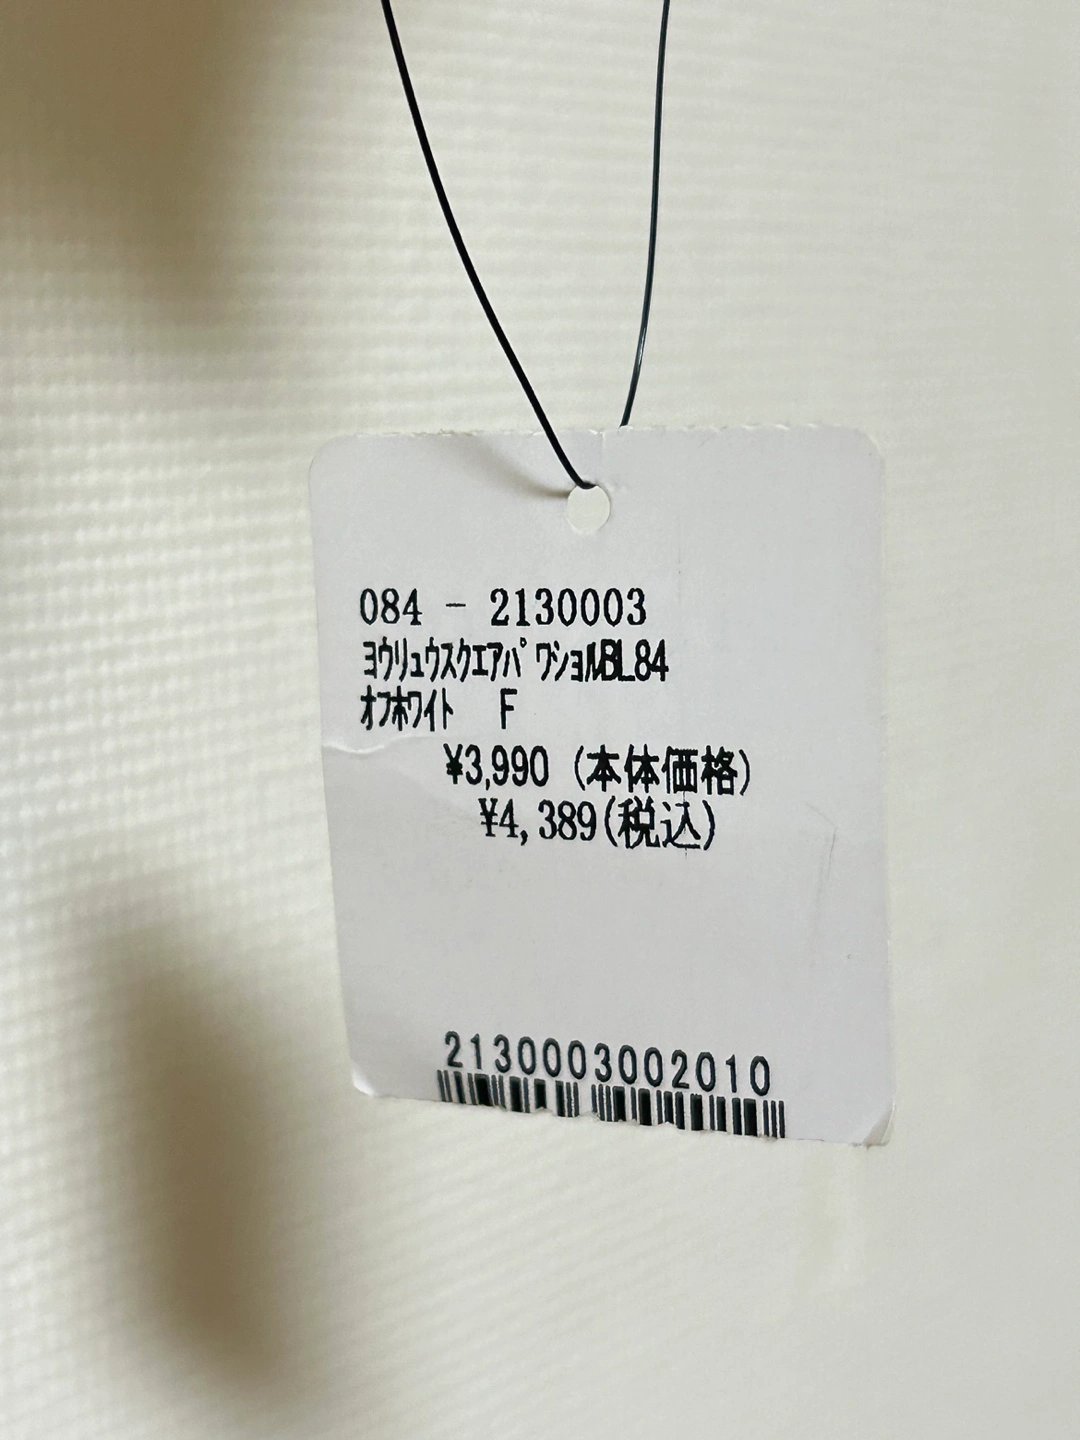 084 - 2130003
ﾖｳﾘｭｳｽｸｴｱﾊﾟﾜｼｮﾙBL84
ｵﾌﾎﾜｲﾄ F
¥3,990 (本体価格)
¥4,389(税込)
2130003002010